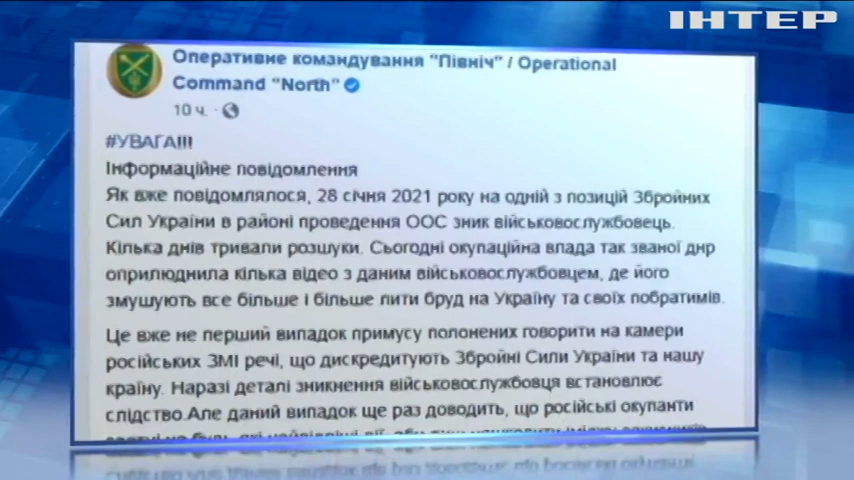 ІНТЕР
Оперативне командування "Північ" / Operational
Command "North"
10 ч. ·
#УВАГА!!!
Інформаційне повідомлення
Як вже повідомлялося, 28 січня 2021 року на одній з позицій Збройних
Сил України в районі проведення ООС зник військовослужбовець.
Кілька днів тривали розшуки. Сьогодні окупаційна влада так званої днр
оприлюднила кілька відео з даним військовослужбовцем, де його
змушують все більше і більше лити бруд на Україну та своїх побратимів.
Це вже не перший випадок примусу полонених говорити на камери
російських ЗМІ речі, що дискредитують Збройні Сили України та нашу
країну. Наразі деталі зникнення військовослужбовця встановлює
слідство.Але даний випадок ще раз доводить, що російські окупанти